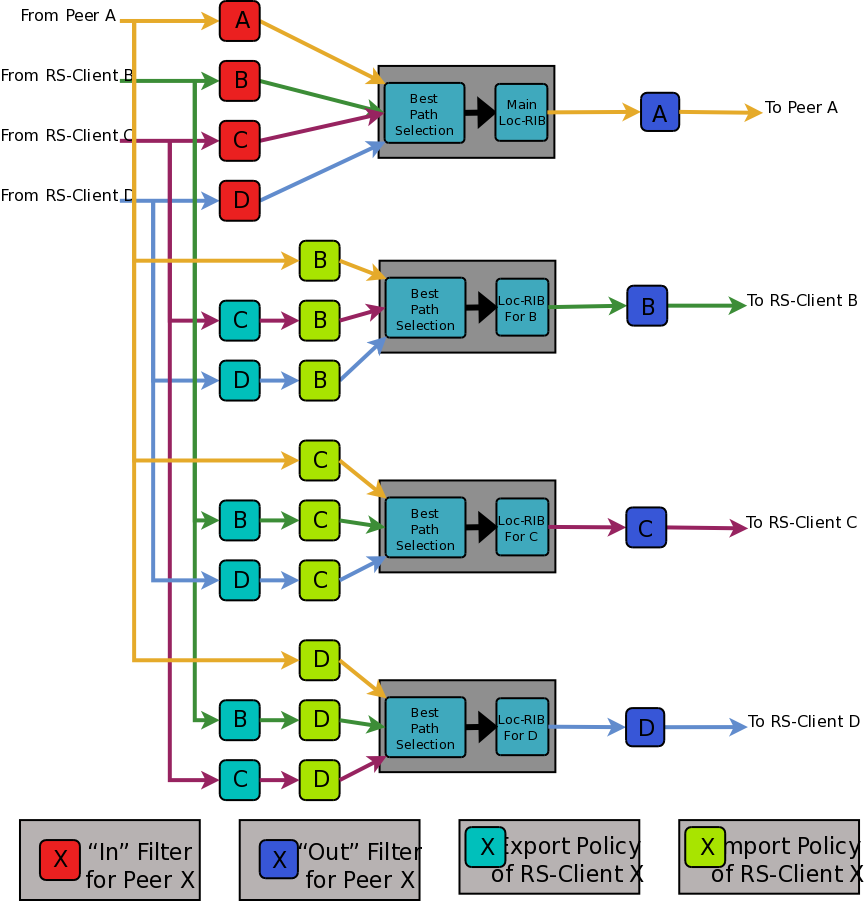 From Peer A
A
From RS-Client B
B
Best
Path
Selection
Main
Loc-RIB
A
To Peer A
From RS-Client C
C
From RS-Client D
D
B
Best
Path
Selection
Loc-RIB
For B
B
To RS-Client B
C
B
D
B
C
Best
Path
Selection
Loc-RIB
For C
C
To RS-Client C
B
C
D
C
D
Best
Path
Selection
Loc-RIB
For D
D
To RS-Client D
B
D
C
D
X
“In” Filter
for Peer X
X
“Out” Filter
for Peer X
X
Export Policy
of RS-Client X
X
Import Policy
of RS-Client X